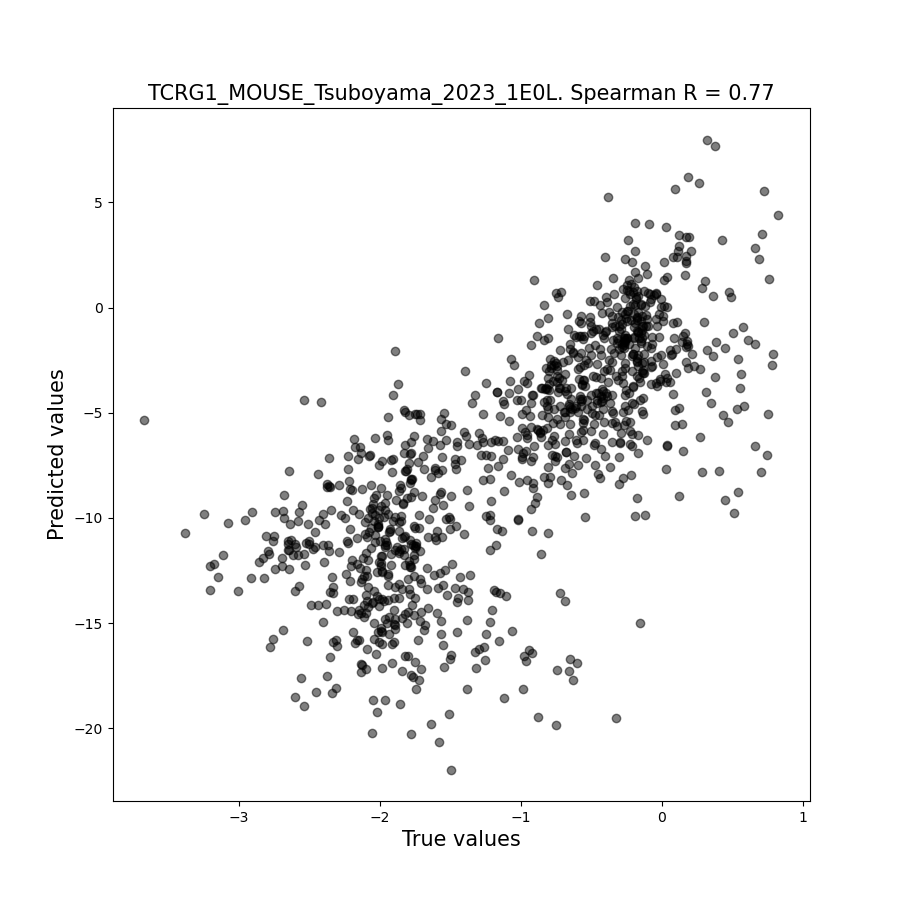 TCRG1_MOUSE_Tsuboyama_2023_1E0L. Spearman R = 0.77
Predicted values
5
0
−5
−10
−15
−20
−3 −2 −1 0 1
True values